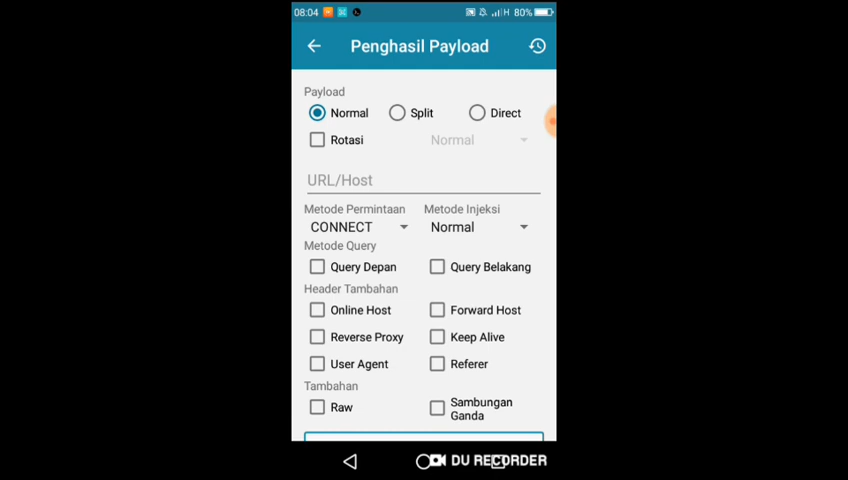 08:04 H 80%
Penghasil Payload
Payload
Normal Split Direct
Rotasi Normal
URL/Host
Metode Permintaan Metode Injeksi
CONNECT Normal
Metode Query
Query Depan Query Belakang
Header Tambahan
Online Host Forward Host
Reverse Proxy Keep Alive
User Agent Referer
Tambahan
Raw Sambungan
Ganda
DU RECORDER